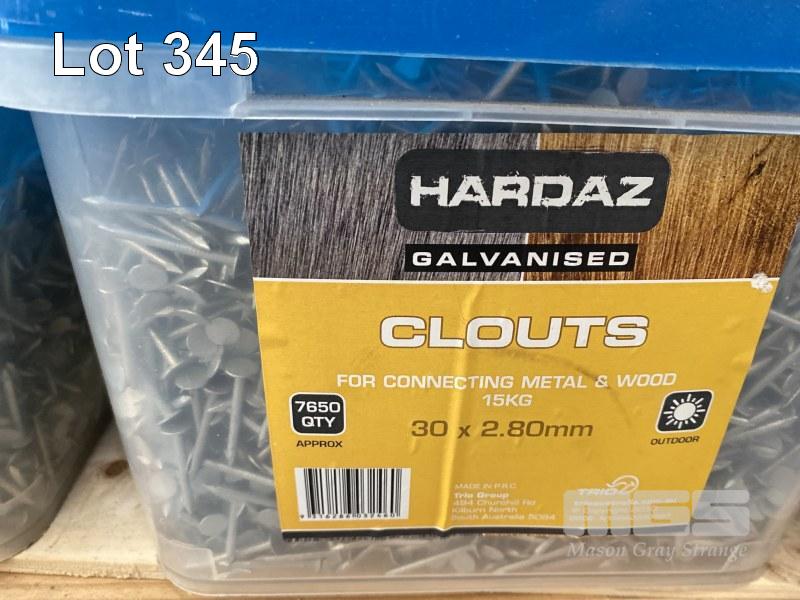 Lot 345
HARDAZ
GALVANISED
CLOUTS
FOR CONNECTING METAL & WOOD
15KG
30 x 2.80mm
7650
QTY
APPROX
OUTDOOR
MADE IN P.R.C
Trio Group
494 Churchill Rd
Kilburn North
South Australia 5084
TRIO
MGS
Mason Gray Strange